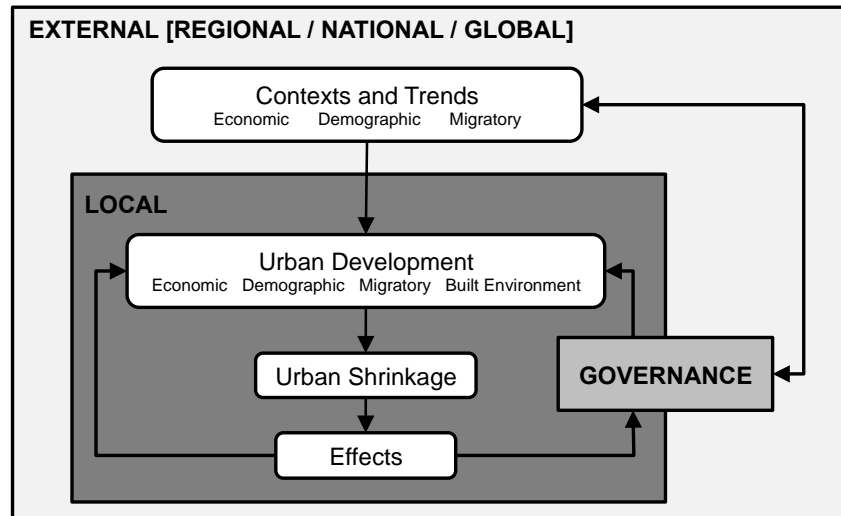 EXTERNAL [REGIONAL / NATIONAL / GLOBAL]
Contexts and Trends
Economic Demographic Migratory
LOCAL
Urban Development
Economic Demographic Migratory Built Environment
Urban Shrinkage
GOVERNANCE
Effects